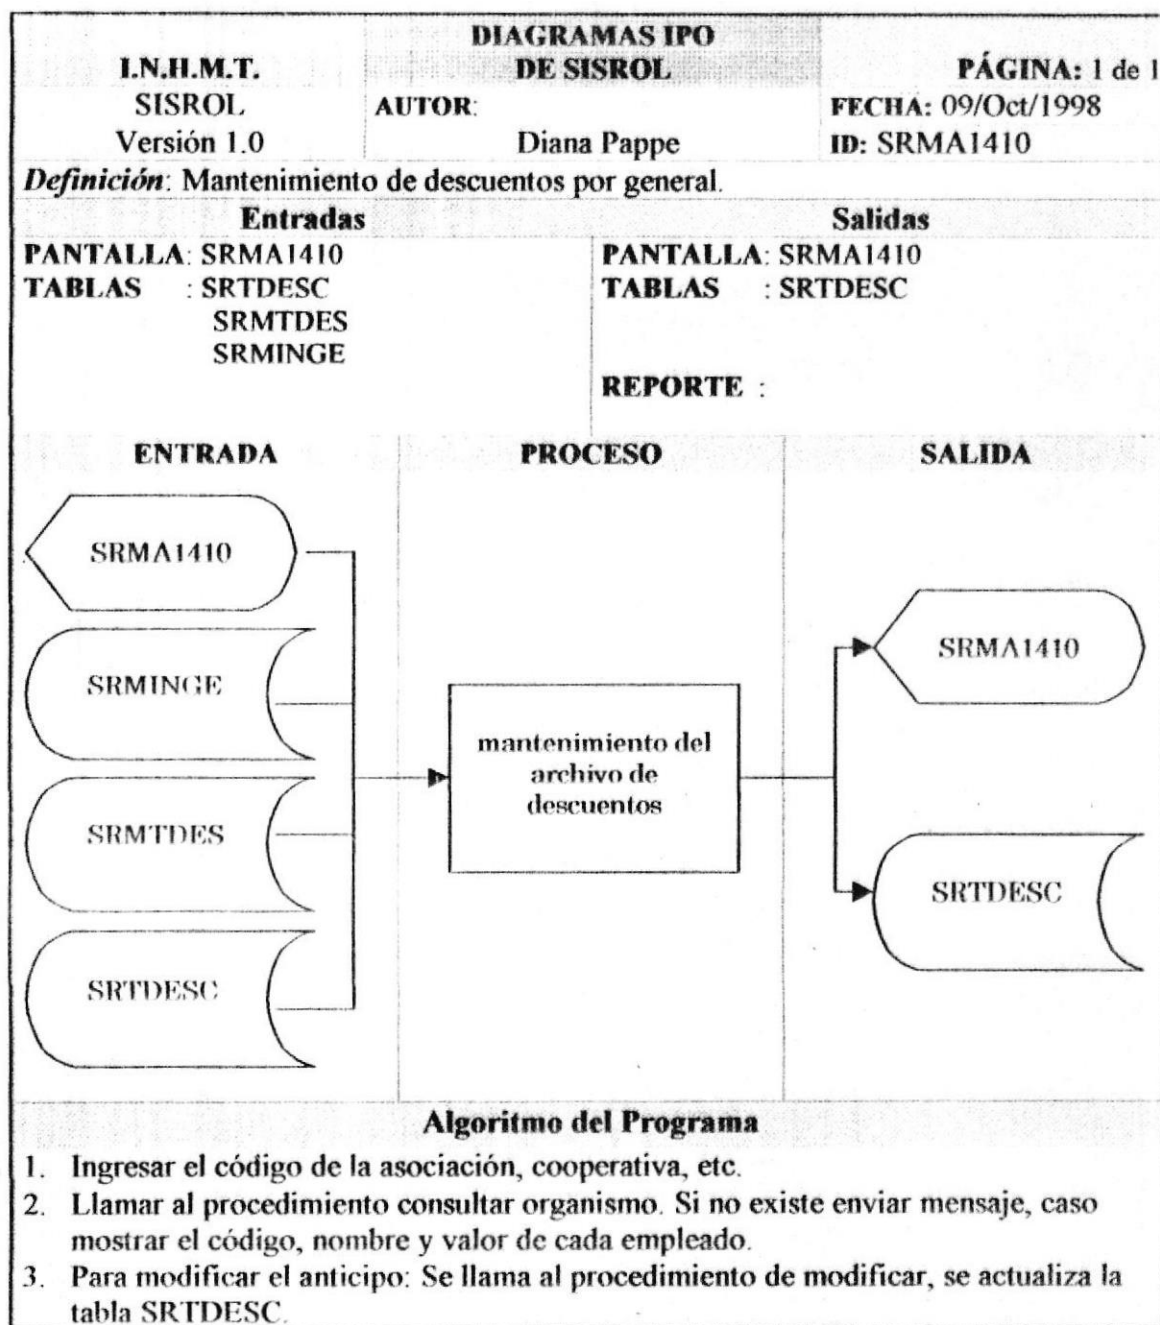 DIAGRAMAS IPO
DE SISROL
I.N.H.M.T.
SISROL
Versión 1.0
AUTOR:
Diana Pappe
PÁGINA: 1 de 1
FECHA: 09/Oct/1998
ID: SRMA1410
Definición: Mantenimiento de descuentos por general.
Entradas
Salidas
PANTALLA: SRMA1410
TABLAS : SRTDESC
SRMTDES
SRMINGE
PANTALLA: SRMA1410
TABLAS : SRTDESC
REPORTE :
ENTRADA
PROCESO
SALIDA
SRMA1410
SRMINGE
SRMTDES
SRTDESC
mantenimiento del
archivo de
descuentos
SRMA1410
SRTDESC
Algoritmo del Programa
1. Ingresar el código de la asociación, cooperativa, etc.
2. Llamar al procedimiento consultar organismo. Si no existe enviar mensaje, caso
mostrar el código, nombre y valor de cada empleado.
3. Para modificar el anticipo: Se llama al procedimiento de modificar, se actualiza la
tabla SRTDESC.